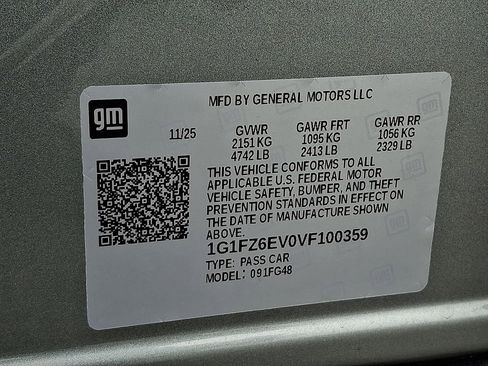 MFD BY GENERAL MOTORS LLC
gm
11/25 GVWR GAWR FRT GAWR RR
2151 KG 1095 KG 1056 KG
4742 LB 2413 LB 2329 LB
THIS VEHICLE CONFORMS TO ALL
APPLICABLE U.S. FEDERAL MOTOR
VEHICLE SAFETY, BUMPER, AND THEFT
PREVENTION STANDARDS IN EFFECT ON
THE DATE OF MANUFACTURE SHOWN
ABOVE.
1G1FZ6EV0VF100359
TYPE: PASS CAR
MODEL: 091FG48